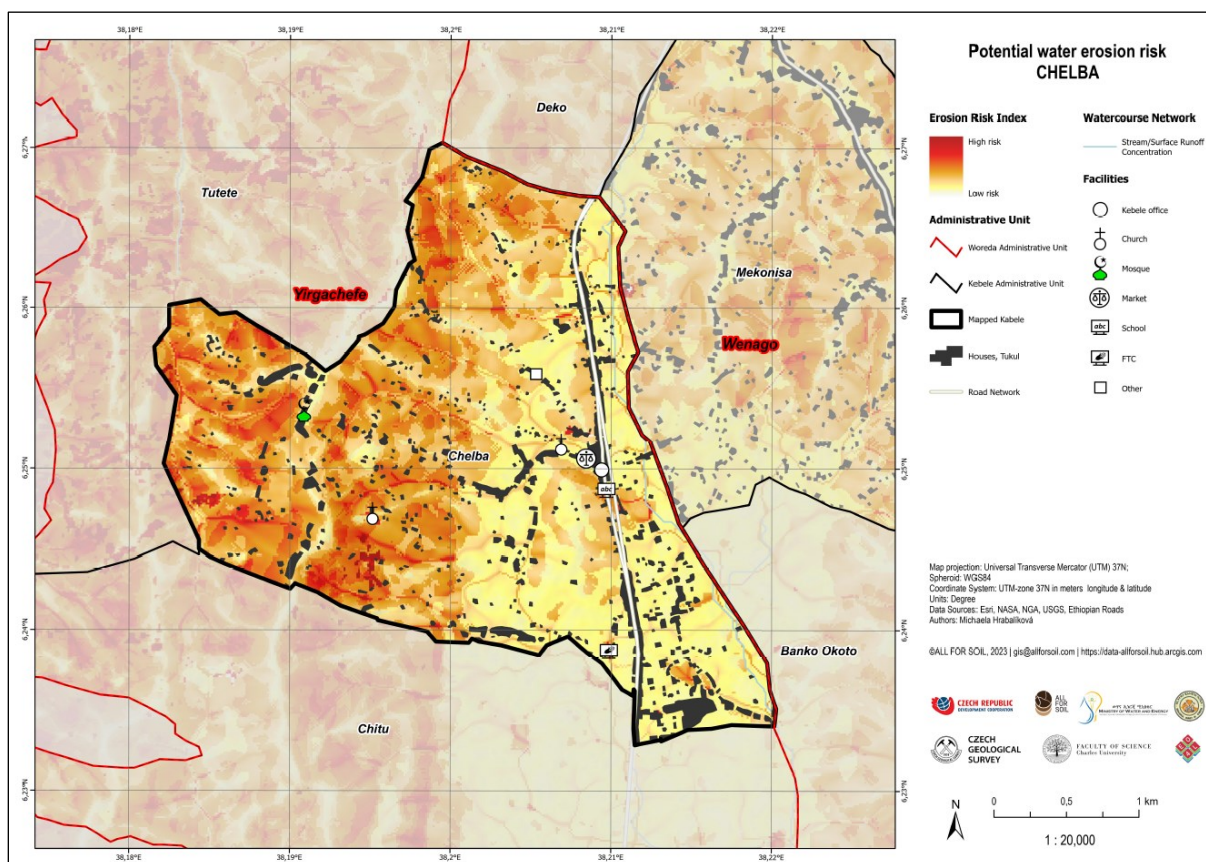 Potential water erosion risk
CHELBA
Erosion Risk Index
High risk
Low risk
Administrative Unit
Woreda Administrative Unit
Kebele Administrative Unit
Mapped Kabele
Houses, Tukul
Road Network
Watercourse Network
Stream/Surface Runoff
Concentration
Facilities
Kebele office
Church
Mosque
Market
abc
School
FTC
Other
38,18°E
38,19°E
38,2°E
38,21°E
38,22°E
6,27°N
6,26°N
6,25°N
6,24°N
6,23°N
6,27°N
6,26°N
6,25°N
6,24°N
6,23°N
38,18°E
38,19°E
38,2°E
38,21°E
38,22°E
Deko
Tutete
Mekonisa
Yirgachefe
Wenago
Chelba
abc
Banko Okoto
Chitu
Map projection: Universal Transverse Mercator (UTM) 37N;
Spheroid: WGS84
Coordinate System: UTM-zone 37N in meters longitude & latitude
Units: Degree
Data Sources: Esri, NASA, NGA, USGS, Ethiopian Roads
Authors: Michaela Hrabalíková
©ALL FOR SOIL, 2023 | gis@allforsoil.com | https://data-allforsoil.hub.arcgis.com
CZECH REPUBLIC
DEVELOPMENT COOPERATION
ALL
FOR
SOIL
MINISTRY OF WATER AND ENERGY
CZECH
GEOLOGICAL
SURVEY
FACULTY OF SCIENCE
Charles University
N
0 0,5 1 km
1 : 20,000